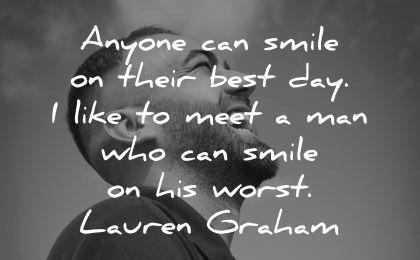 Anyone can smile
on their best day.
I like to meet a man
who can smile
on his worst.
Lauren Graham